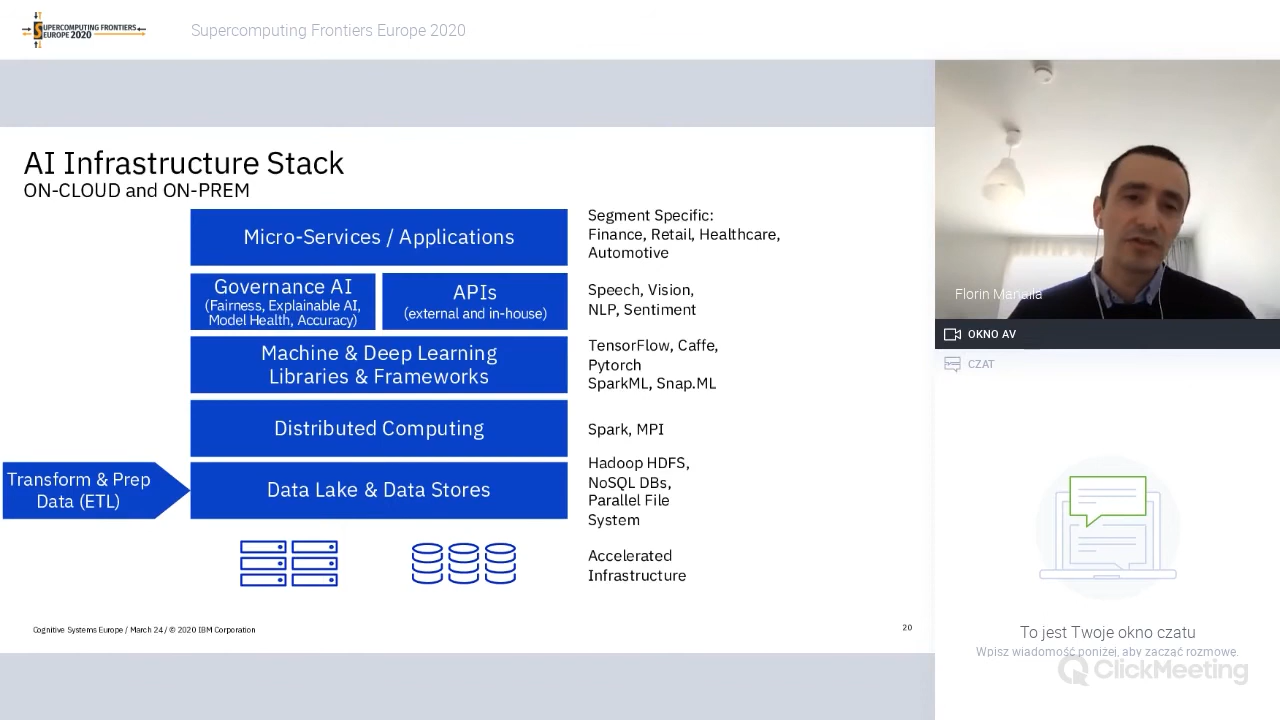 SUPERCOMPUTING FRONTIERS
EUROPE 2020
Supercomputing Frontiers Europe 2020
AI Infrastructure Stack
ON-CLOUD and ON-PREM
Micro-Services / Applications
Segment Specific:
Finance, Retail, Healthcare,
Automotive
Governance AI
(Fairness, Explainable AI,
Model Health, Accuracy)
APIs
(external and in-house)
Speech, Vision,
NLP, Sentiment
Machine & Deep Learning
Libraries & Frameworks
TensorFlow, Caffe,
Pytorch
SparkML, Snap.ML
Distributed Computing
Spark, MPI
Transform & Prep
Data (ETL)
Data Lake & Data Stores
Hadoop HDFS,
NoSQL DBs,
Parallel File
System
Accelerated
Infrastructure
Cognitive Systems Europe / March 24 / © 2020 IBM Corporation
20
Florin Manaila
OKNO AV
CZAT
To jest Twoje okno czatu
Wpisz wiadomość poniżej, aby zacząć rozmowę.
ClickMeeting